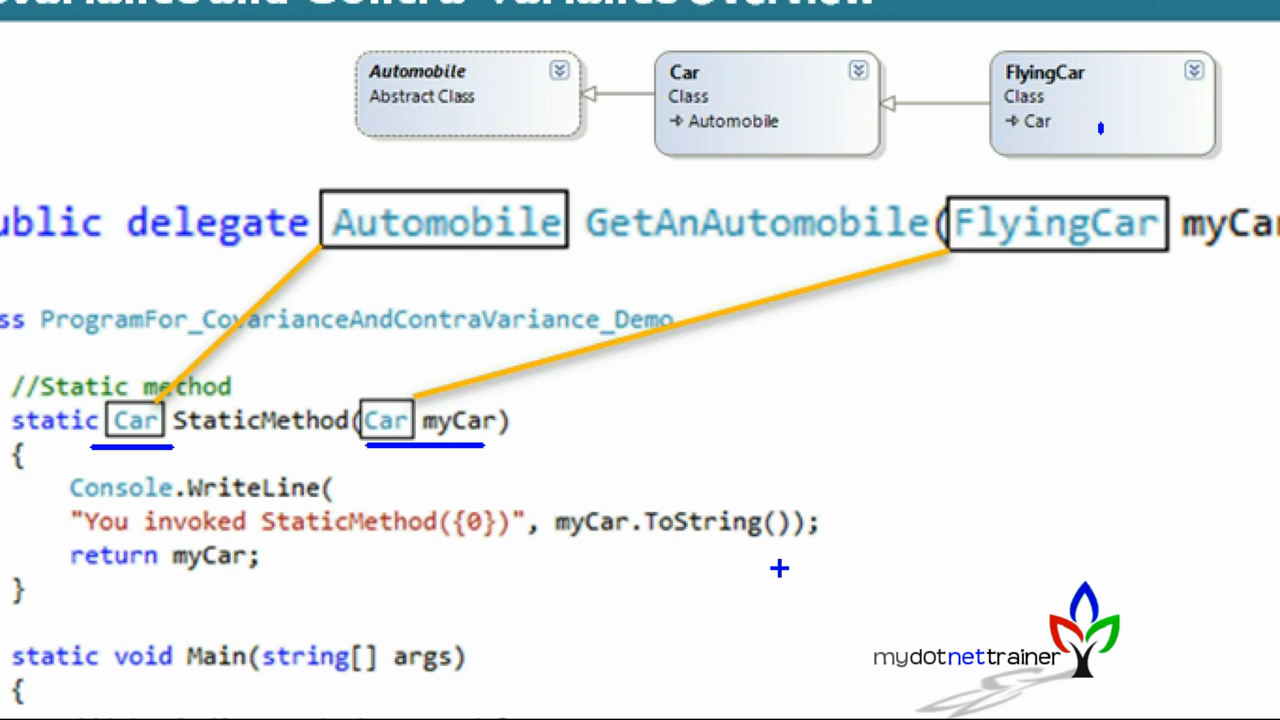 Automobile
Abstract Class
Car
Class
Automobile
FlyingCar
Class
Car
ublic delegate Automobile GetAnAutomobile(FlyingCar myCar
ss ProgramFor_CovarianceAndContraVariance_Demo
//Static method
static Car StaticMethod(Car myCar)
{
Console.WriteLine(
"You invoked StaticMethod({0})", myCar.ToString());
return myCar;
}
static void Main(string[] args)
{
mydotnettrainer